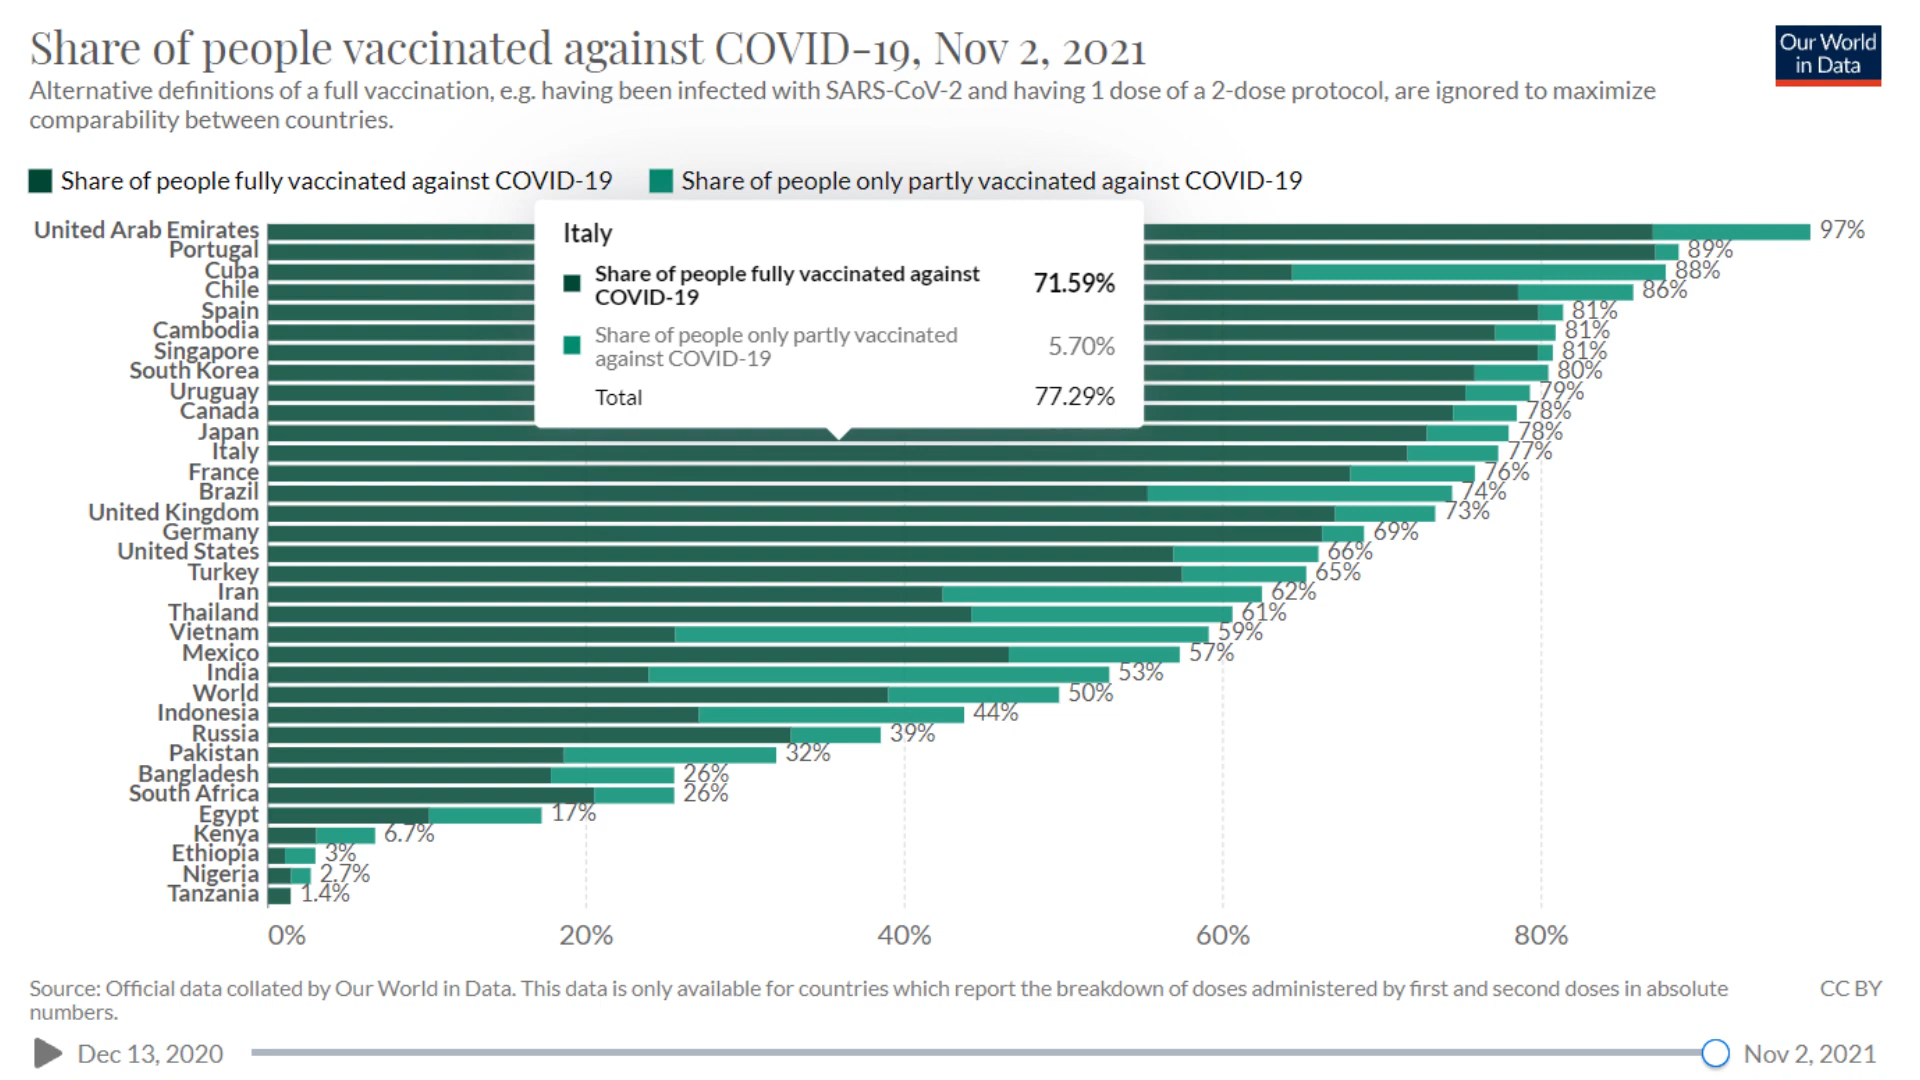 Share of people vaccinated against COVID-19, Nov 2, 2021
Our World
in Data
Alternative definitions of a full vaccination, e.g. having been infected with SARS-CoV-2 and having 1 dose of a 2-dose protocol, are ignored to maximize
comparability between countries.
Share of people fully vaccinated against COVID-19 Share of people only partly vaccinated against COVID-19
Italy
Share of people fully vaccinated against
COVID-19
71.59%
Share of people only partly vaccinated
against COVID-19
5.70%
Total 77.29%
United Arab Emirates 97%
Portugal 89%
Cuba 88%
Chile 86%
Spain 81%
Cambodia 81%
Singapore 81%
South Korea 80%
Uruguay 79%
Canada 78%
Japan 78%
Italy 77%
France 76%
Brazil 74%
United Kingdom 73%
Germany 69%
United States 66%
Turkey 65%
Iran 62%
Thailand 61%
Vietnam 59%
Mexico 57%
India 53%
World 50%
Indonesia 44%
Russia 39%
Pakistan 32%
Bangladesh 26%
South Africa 26%
Egypt 17%
Kenya 6.7%
Ethiopia 3%
Nigeria 2.7%
Tanzania 1.4%
0% 20% 40% 60% 80%
Source: Official data collated by Our World in Data. This data is only available for countries which report the breakdown of doses administered by first and second doses in absolute
numbers.
CC BY
Dec 13, 2020 Nov 2, 2021